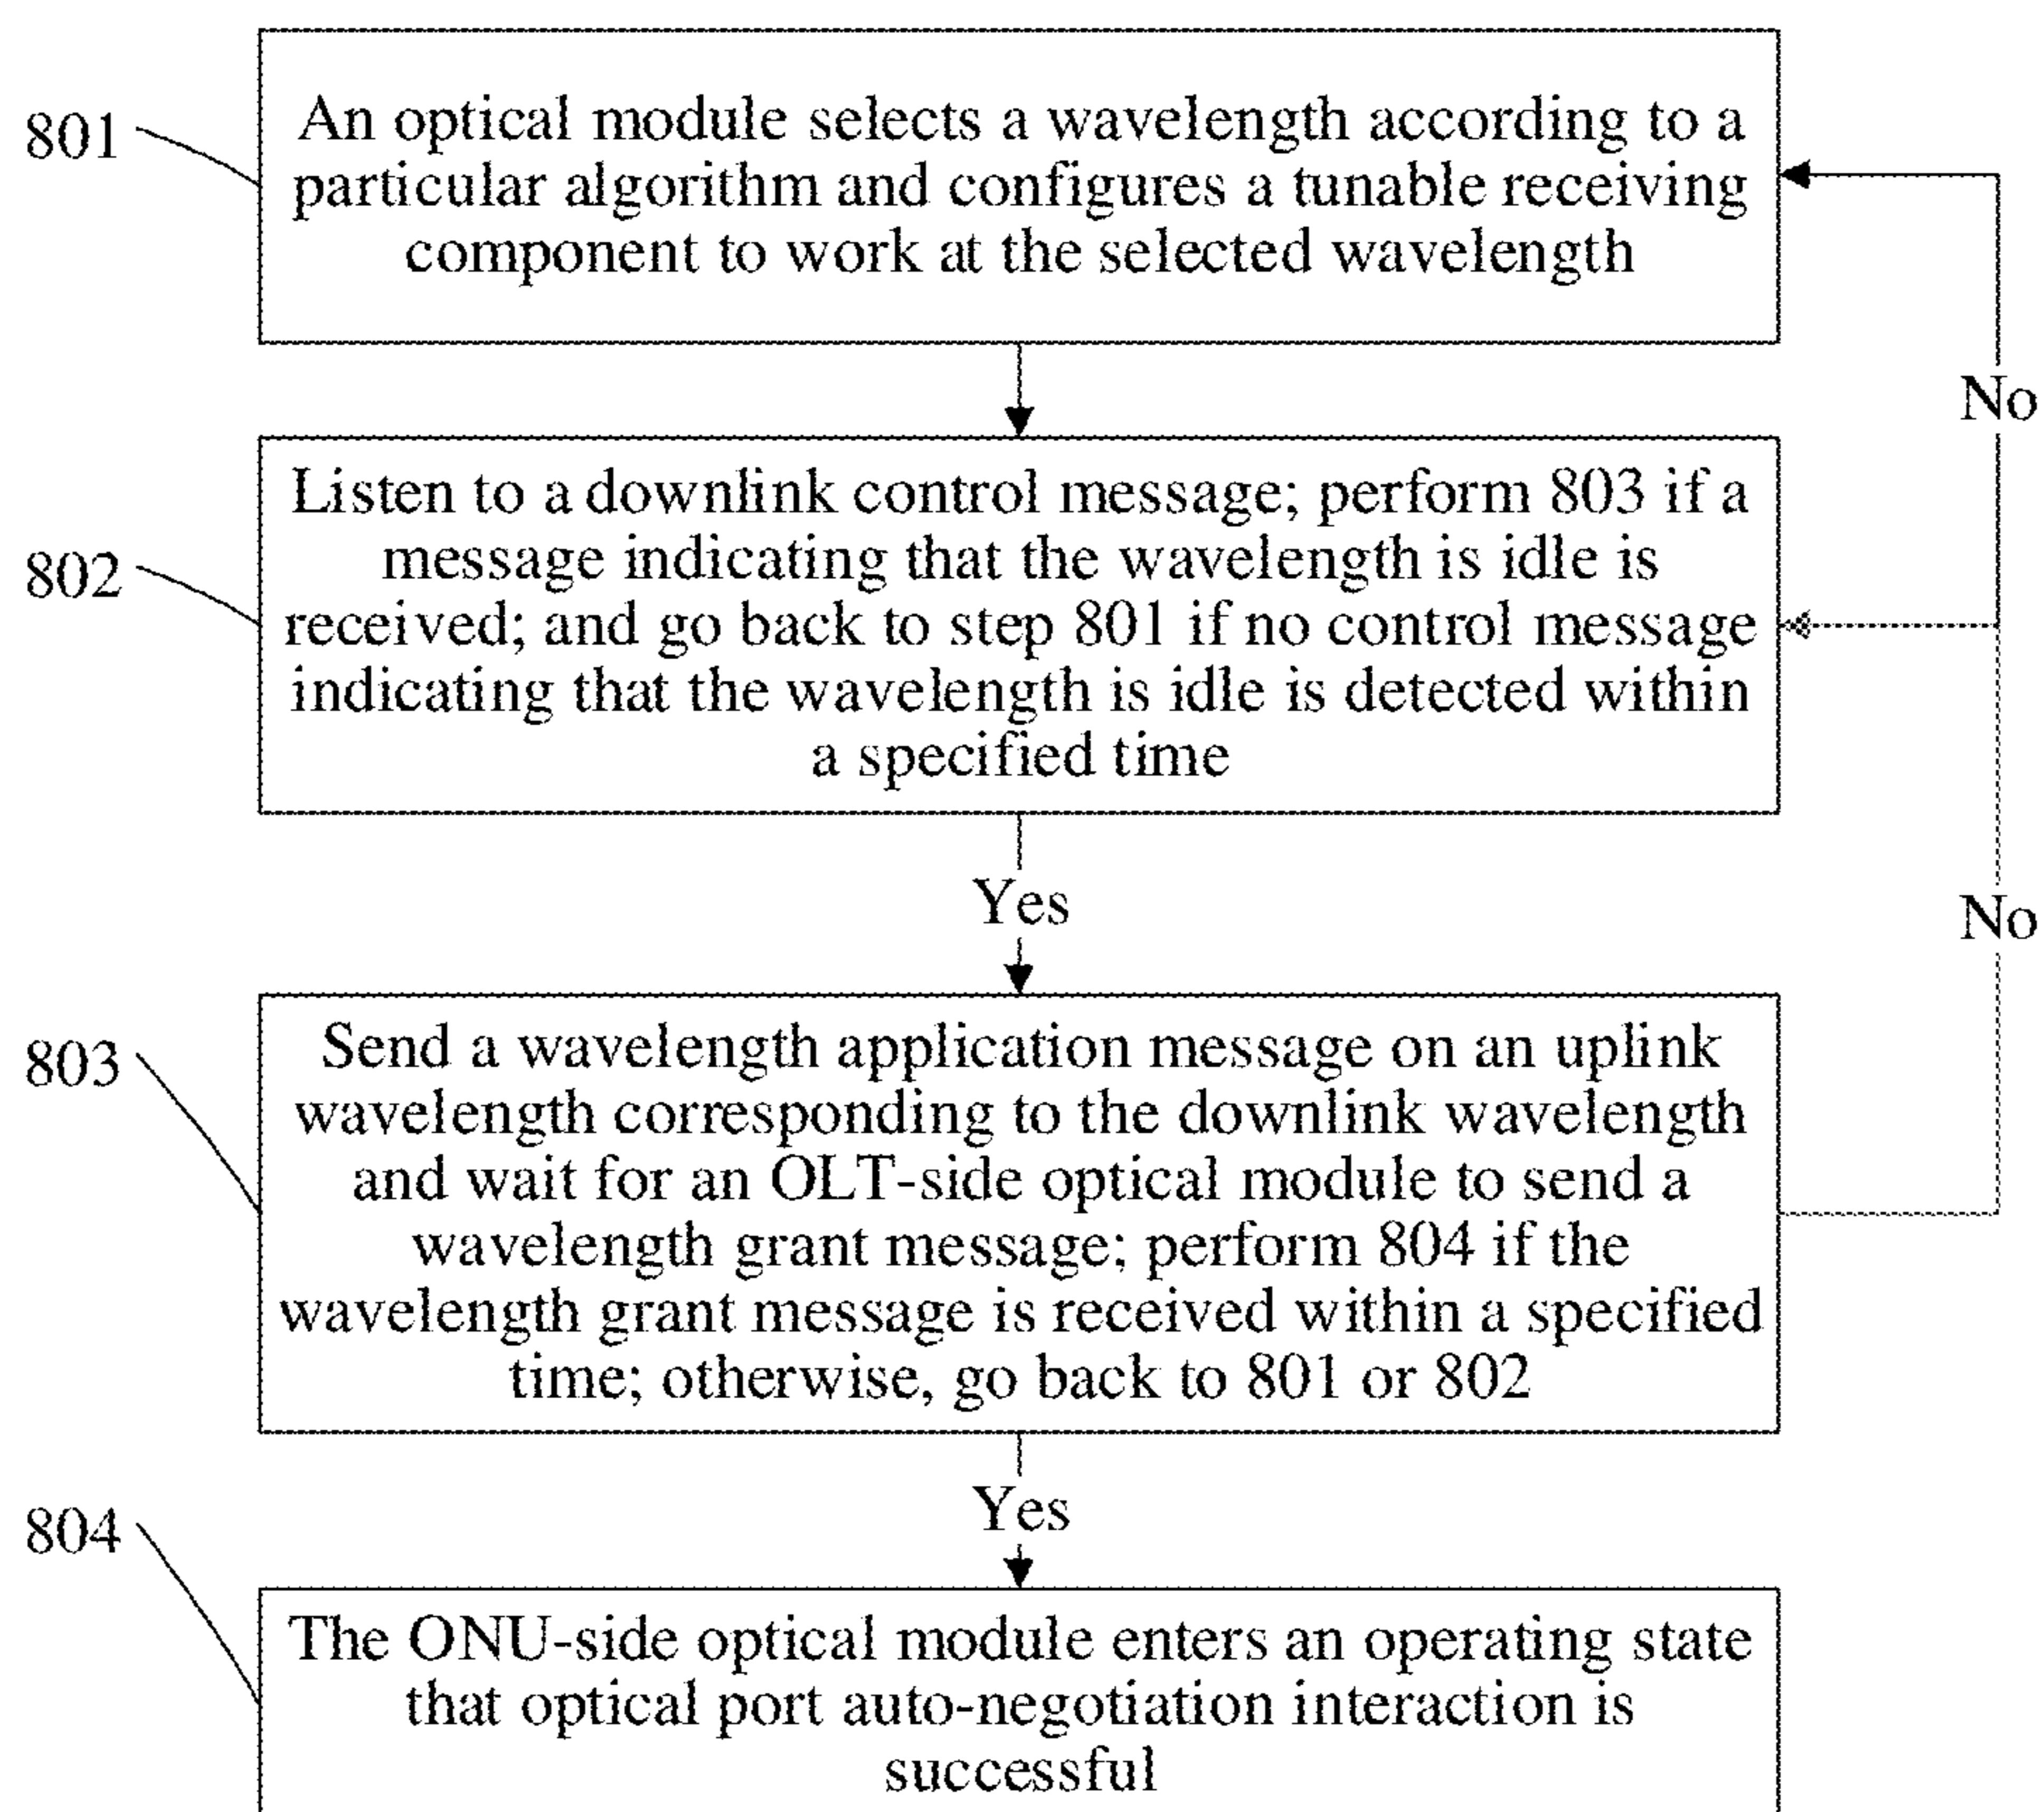 801
An optical module selects a wavelength according to a
particular algorithm and configures a tunable receiving
component to work at the selected wavelength
No
802
Listen to a downlink control message; perform 803 if a
message indicating that the wavelength is idle is
received; and go back to step 801 if no control message
indicating that the wavelength is idle is detected within
a specified time
Yes
No
803
Send a wavelength application message on an uplink
wavelength corresponding to the downlink wavelength
and wait for an OLT-side optical module to send a
wavelength grant message; perform 804 if the
wavelength grant message is received within a specified
time; otherwise, go back to 801 or 802
Yes
804
The ONU-side optical module enters an operating state
that optical port auto-negotiation interaction is
successful